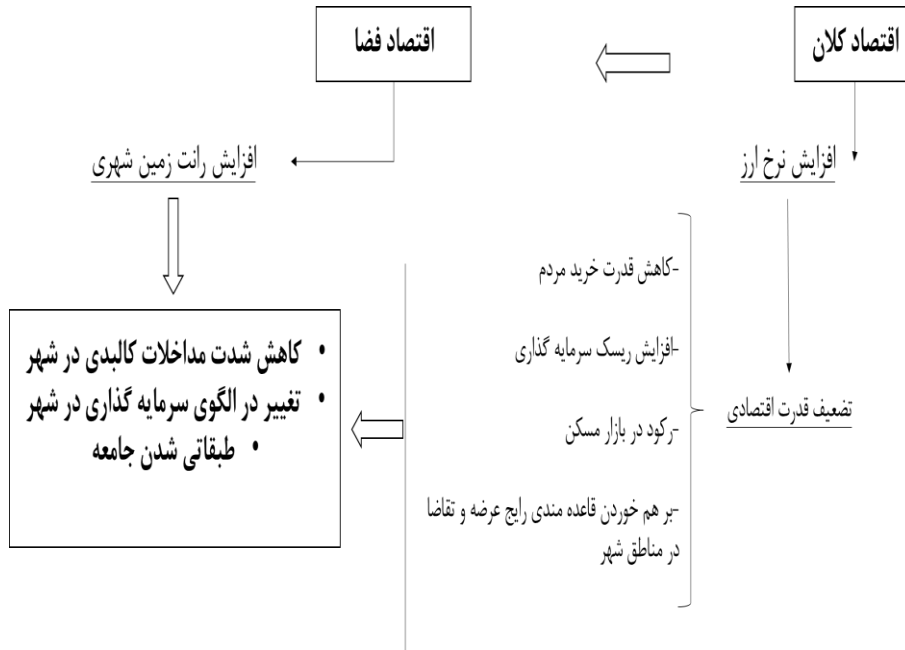 اقتصاد کلان
اقتصاد فضا
افزایش نرخ ارز
افزایش رانت زمین شهری
-کاهش قدرت خرید مردم
-افزایش ریسک سرمایه گذاری
تضعیف قدرت اقتصادی
-رکود در بازار مسکن
-بر هم خوردن قاعده مندی رایج عرضه و تقاضا
در مناطق شهر
• کاهش شدت مداخلات کالبدی در شهر
• تغییر در الگوی سرمایه گذاری در شهر
• طبقاتی شدن جامعه